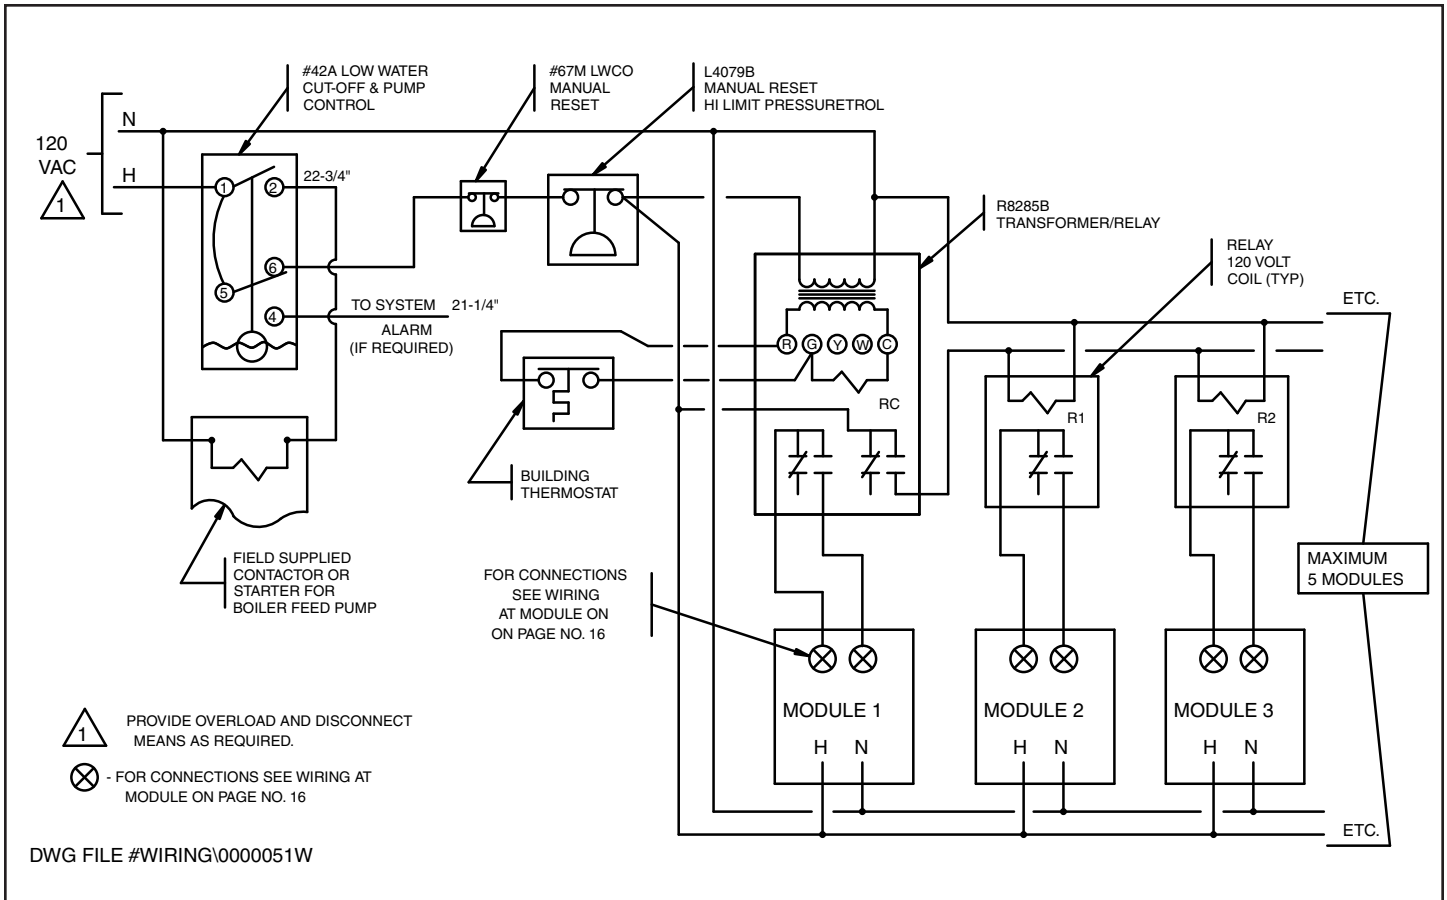 #42A LOW WATER
CUT-OFF & PUMP
CONTROL
#67M LWCO
MANUAL
RESET
L4079B
MANUAL RESET
HI LIMIT PRESSURETROL
N
120
VAC
H
1
1
2
22-3/4"
6
5
4
TO SYSTEM 21-1/4"
ALARM
(IF REQUIRED)
R8285B
TRANSFORMER/RELAY
RELAY
120 VOLT
COIL (TYP)
ETC.
R G Y W C
RC
R1
R2
BUILDING
THERMOSTAT
FIELD SUPPLIED
CONTACTOR OR
STARTER FOR
BOILER FEED PUMP
FOR CONNECTIONS
SEE WIRING
AT MODULE ON
ON PAGE NO. 16
MAXIMUM
5 MODULES
MODULE 1
H N
MODULE 2
H N
MODULE 3
H N
ETC.
1 PROVIDE OVERLOAD AND DISCONNECT
MEANS AS REQUIRED.
- FOR CONNECTIONS SEE WIRING AT
MODULE ON PAGE NO. 16
DWG FILE #WIRING\0000051W